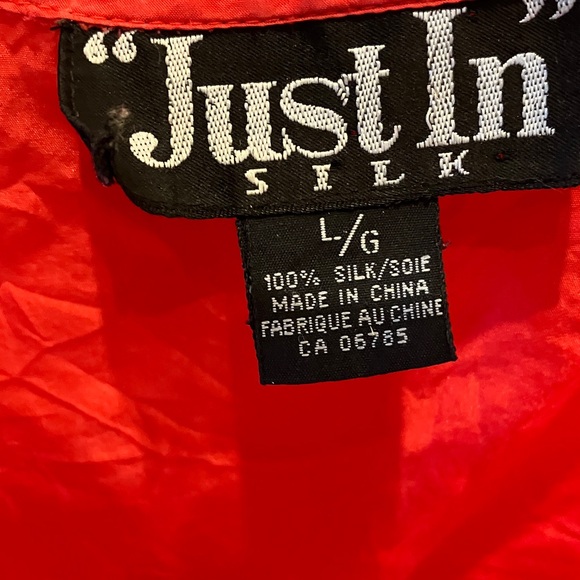 "Just In"
SILK
L/G
100% SILK/SOIE
MADE IN CHINA
FABRIQUE AU CHINE
CA 06785